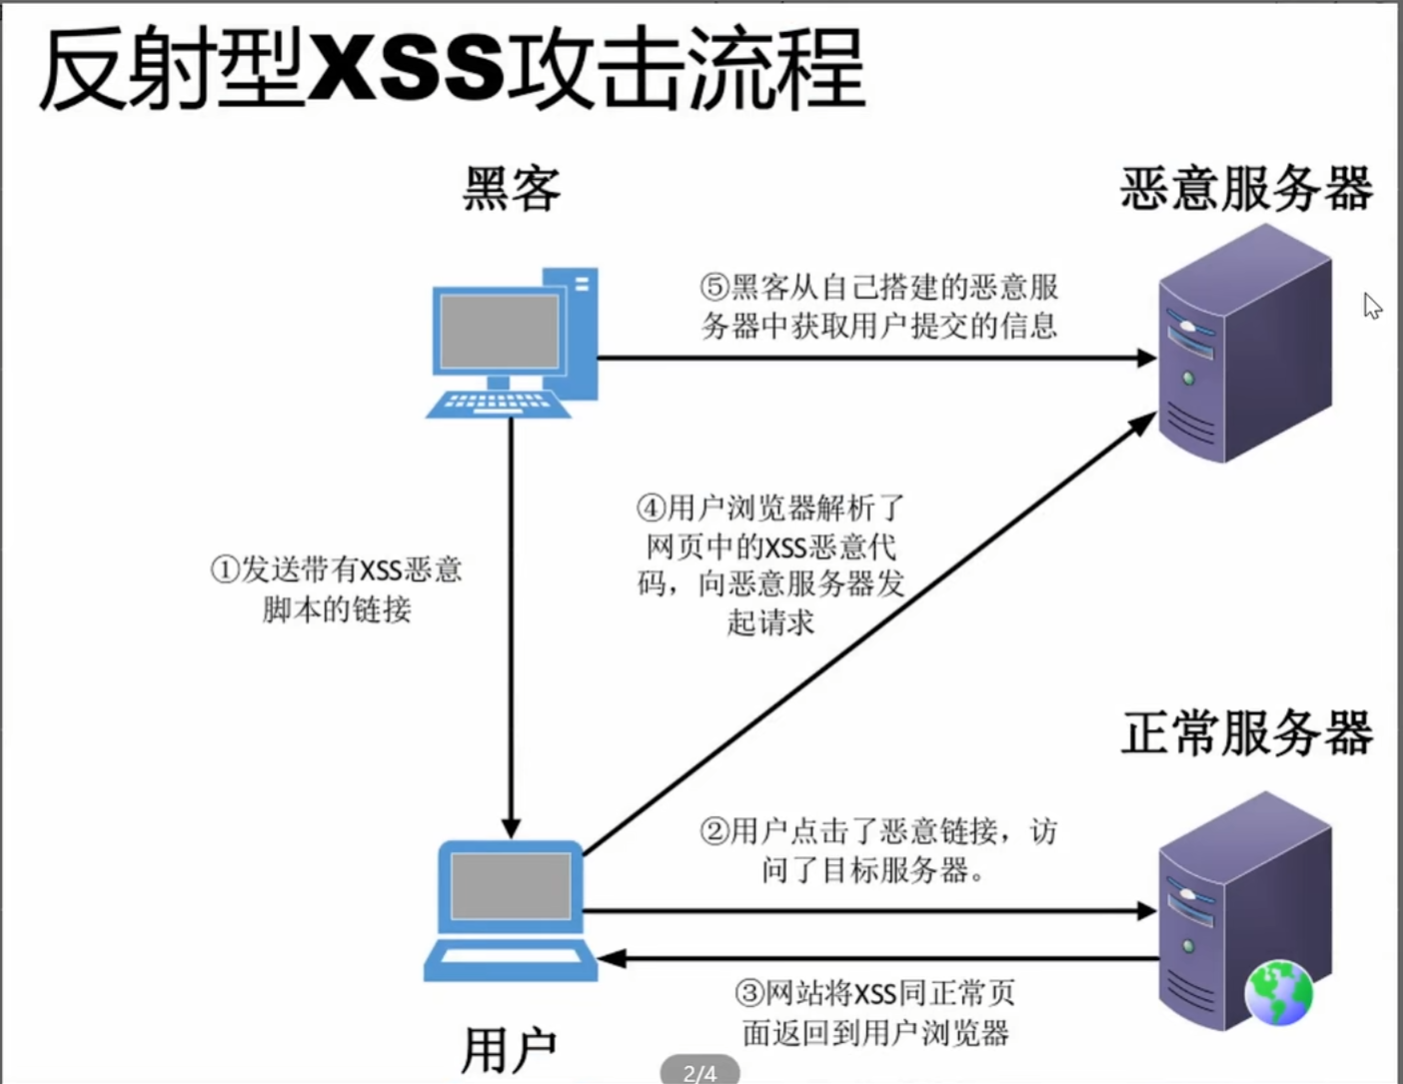 反射型XSS攻击流程
黑客
恶意服务器
⑤黑客从自己搭建的恶意服
务器中获取用户提交的信息
④用户浏览器解析了
网页中的XSS恶意代
码，向恶意服务器发
起请求
①发送带有XSS恶意
脚本的链接
正常服务器
②用户点击了恶意链接，访
问了目标服务器。
③网站将XSS同正常页
面返回到用户浏览器
用户
2/4